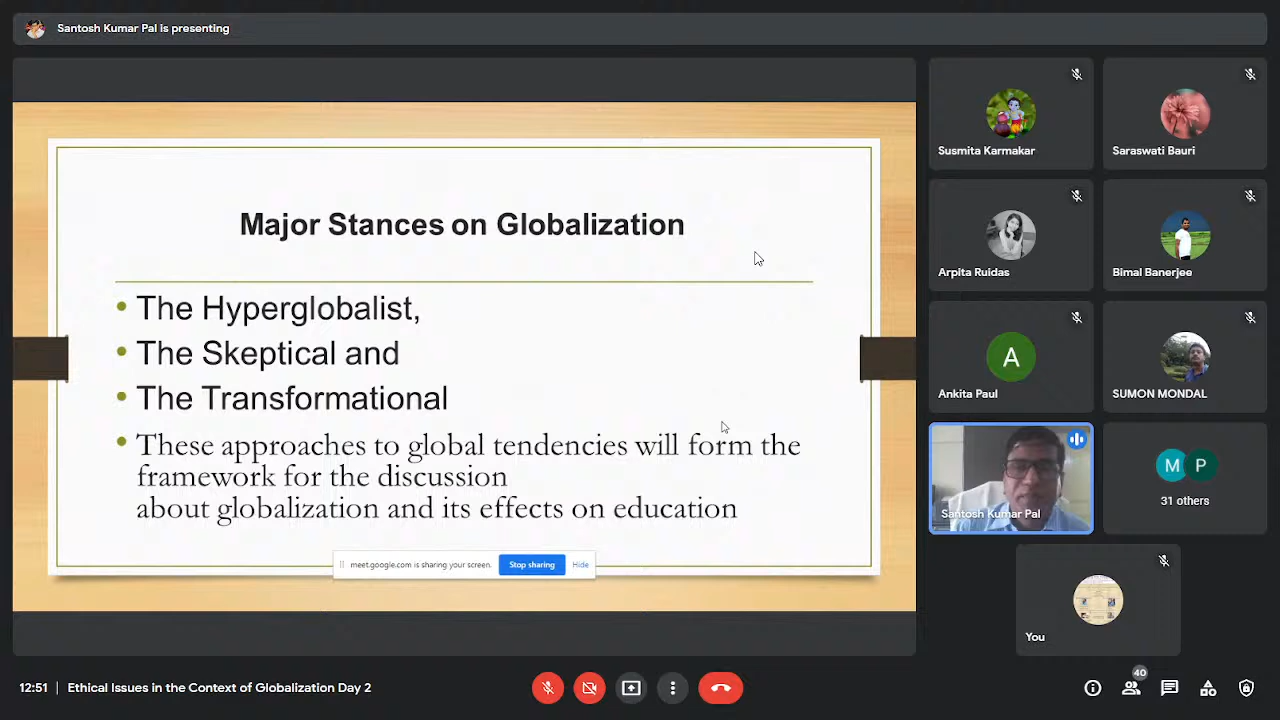 Santosh Kumar Pal is presenting
Major Stances on Globalization
• The Hyperglobalist,
• The Skeptical and
• The Transformational
• These approaches to global tendencies will form the
framework for the discussion
about globalization and its effects on education
meet.google.com is sharing your screen.
Stop sharing
Hide
Susmita Karmakar
Saraswati Bauri
Arpita Ruidas
Bimal Banerjee
A
Ankita Paul
SUMON MONDAL
Santosh Kumar Pal
M P
31 others
You
12:51 | Ethical Issues in the Context of Globalization Day 2
40